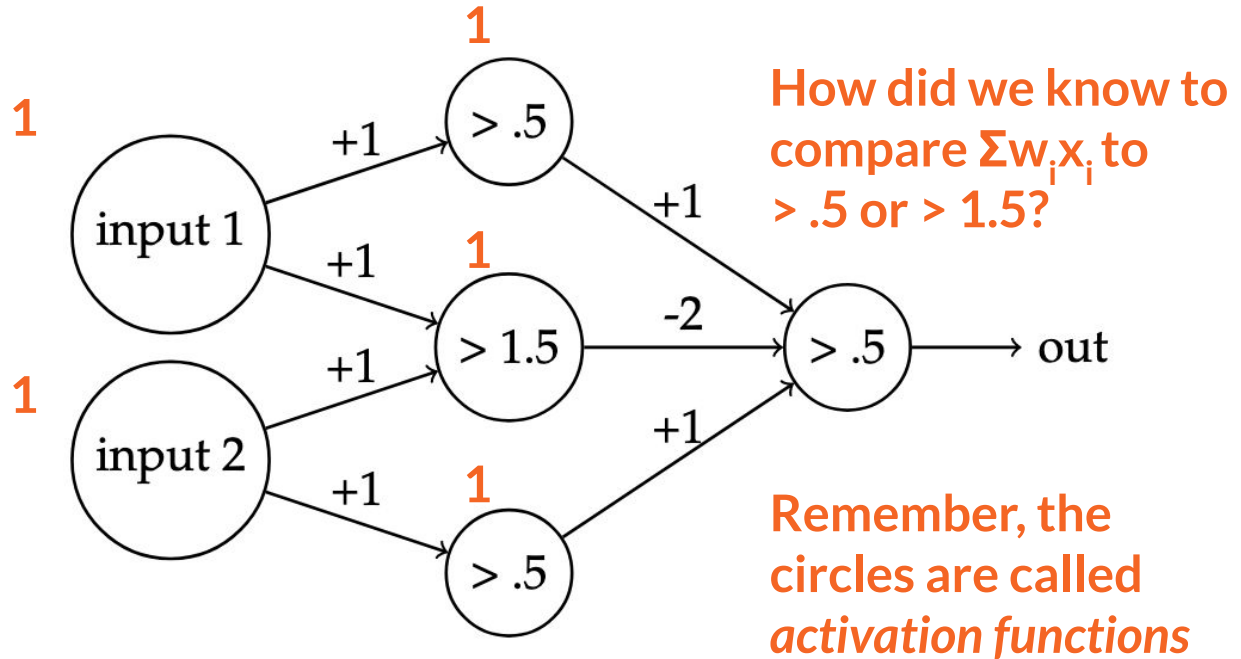 1
1
How did we know to
compare Σwᵢxᵢ to
> .5 or > 1.5?
1
+1
> .5
input 1
+1
+1
1
> 1.5
-2
> .5
out
1
+1
input 2
+1
+1
1
> .5
Remember, the
circles are called
activation functions